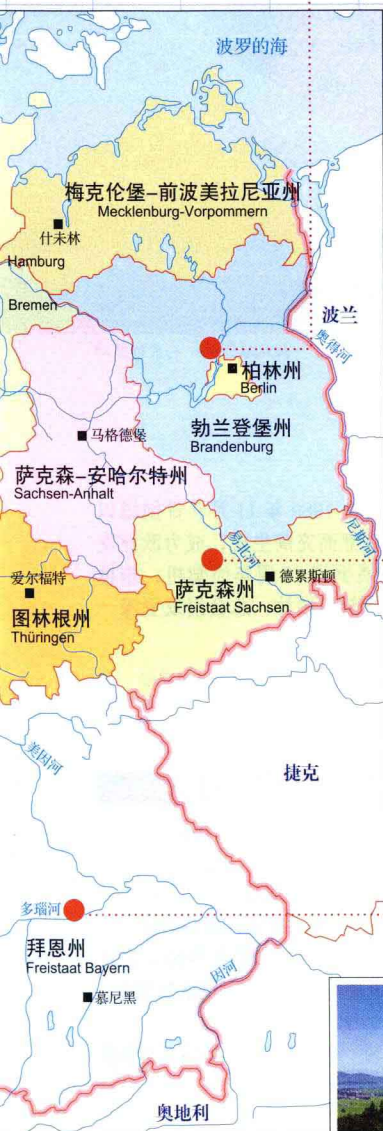 波罗的海
梅克伦堡–前波美拉尼亚州
Mecklenburg-Vorpommern
什未林
Hamburg
Bremen
波兰
奥得河
柏林州
Berlin
勃兰登堡州
Brandenburg
马格德堡
萨克森–安哈尔特州
Sachsen-Anhalt
尼斯河
易北河
德累斯顿
萨克森州
Freistaat Sachsen
爱尔福特
图林根州
Thüringen
美因河
捷克
多瑙河
拜恩州
Freistaat Bayern
因河
慕尼黑
奥地利